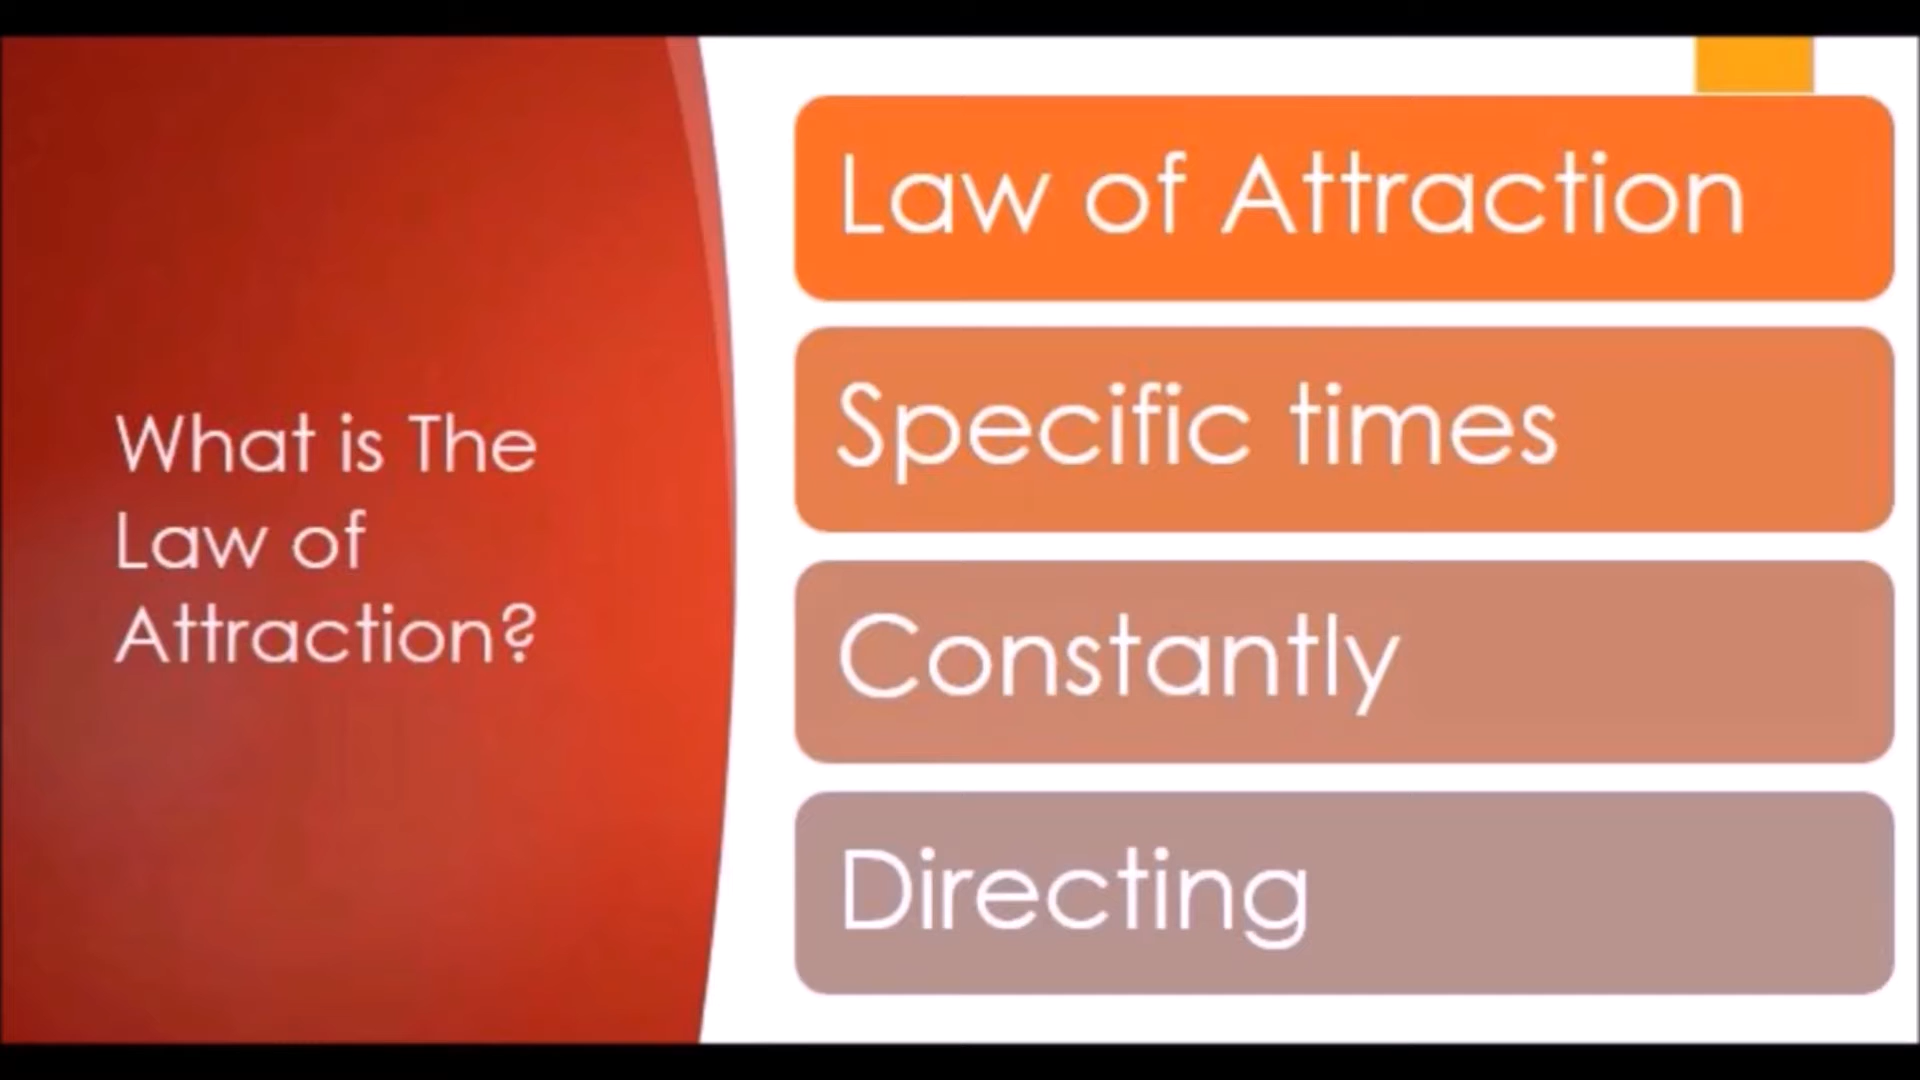 What is The
Law of
Attraction?
Law of Attraction
Specific times
Constantly
Directing